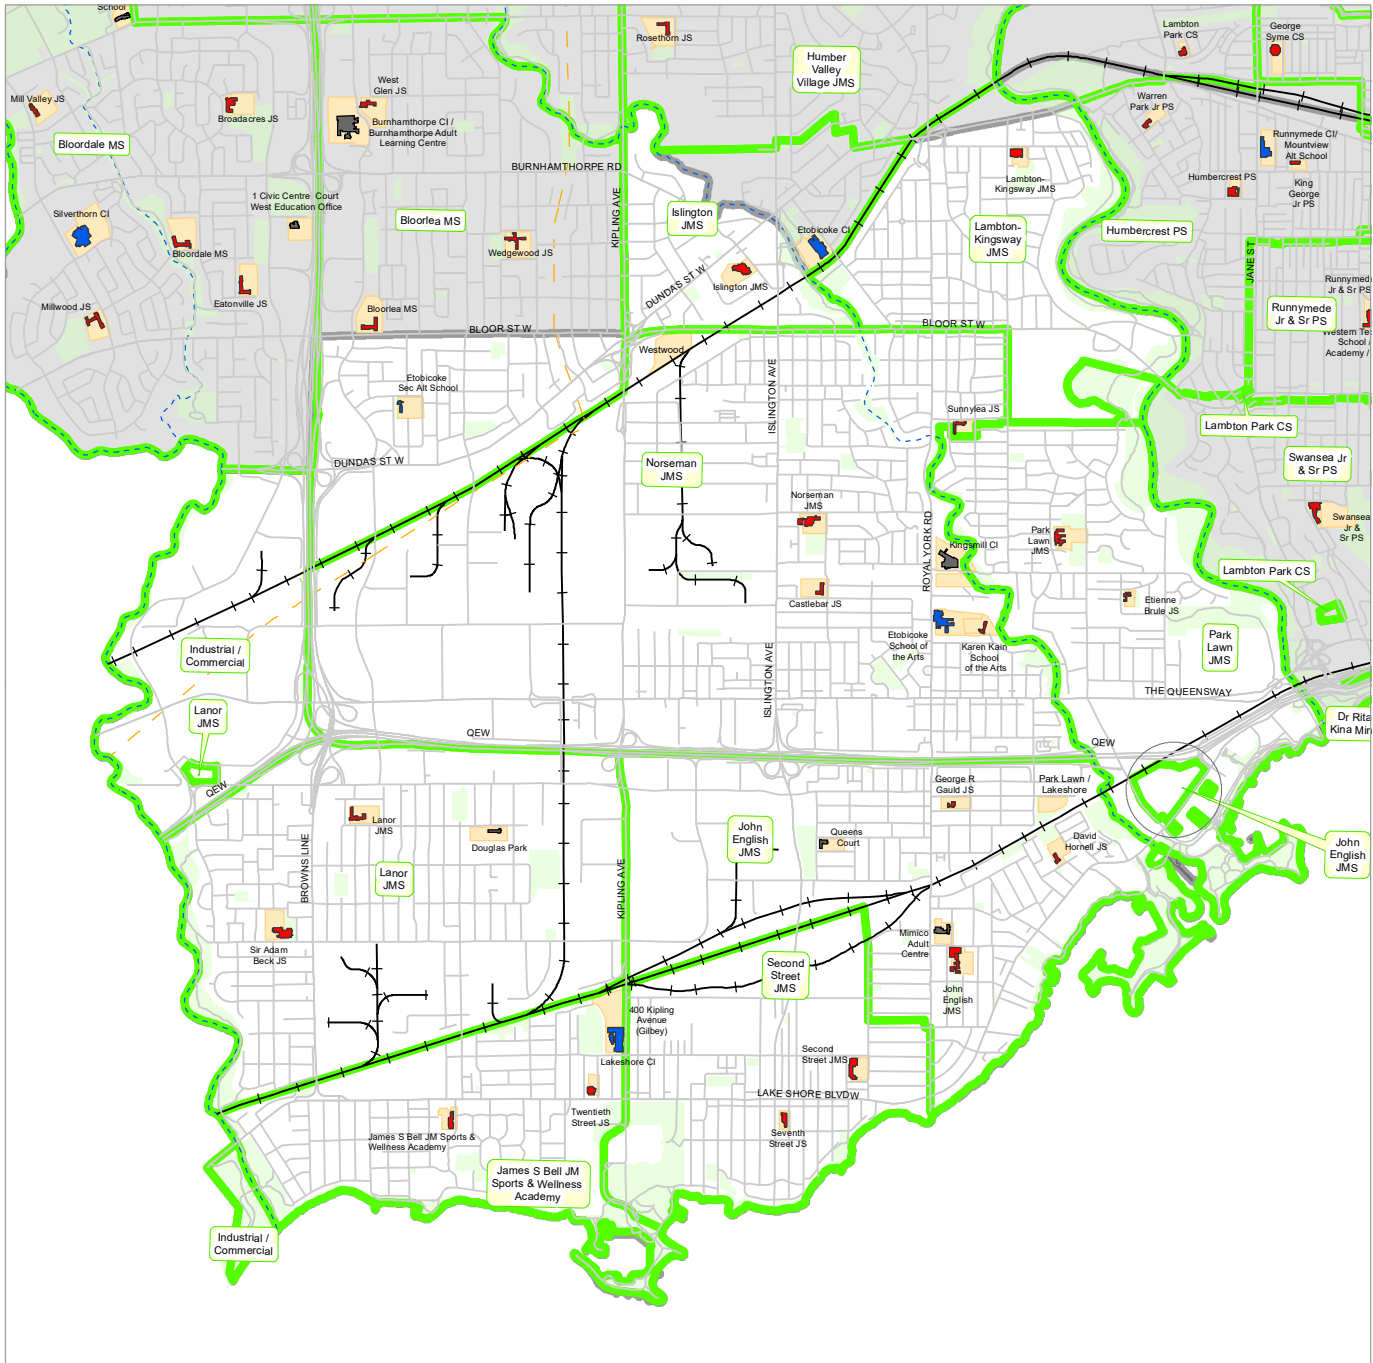 School
Rosethorn JS
Humber
Valley
Village JMS
Lambton
Park CS
George
Syme CS
Mill Valley JS
Broadacres JS
West
Glen JS
Burnhamthorpe CI /
Burnhamthorpe Adult
Learning Centre
Warren
Park Jr PS
Bloordale MS
Runnymede CI/
Mountview
Alt School
BURNHAMTHORPE RD
Lambton-
Kingsway JMS
Humbercrest PS
King
George
Jr PS
1 Civic Centre Court
West Education Office
Silverthorn CI
Bloorlea MS
KIPLING AVE
Islington
JMS
Etobicoke CI
Lambton-
Kingsway
JMS
Humbercrest PS
Bloordale MS
Wedgewood JS
JANE ST
DUNDAS ST W
Islington JMS
Eatonville JS
Runnymed
Jr & Sr PS
Millwood JS
Bloorlea MS
Runnymede
Jr & Sr PS
BLOOR ST W
BLOOR ST W
Western Te
School /
Academy /
Westwood
Etobicoke
Sec Alt School
ISLINGTON AVE
Sunnylea JS
Lambton Park CS
DUNDAS ST W
Norseman
JMS
Swansea Jr
& Sr PS
Norseman
JMS
ROYAL YORK RD
Park
Lawn
JMS
Swansea
Jr &
Sr PS
Kingsmill CI
Lambton Park CS
Castlebar JS
Etienne
Brule JS
Etobicoke
School of
the Arts
Karen Kain
School
of the Arts
Park
Lawn
JMS
Industrial /
Commercial
ISLINGTON AVE
THE QUEENSWAY
Lanor
JMS
Dr Rita
Kina Min
QEW
QEW
QEW
George R
Gauld JS
Park Lawn /
Lakeshore
Lanor
JMS
Douglas Park
John
English
JMS
Queens
Court
David
Hornell JS
John
English
JMS
BROWNS LINE
Lanor
JMS
KIPLING AVE
Sir Adam
Beck JS
Mimico
Adult
Centre
Second
Street
JMS
John
English
JMS
400 Kipling
Avenue
(Gilbey)
Lakeshore CI
Second
Street JMS
LAKE SHORE BLVD W
Twentieth
Street JS
James S Bell JM Sports &
Wellness Academy
Seventh
Street JS
James S Bell JM
Sports & Wellness
Academy
Industrial /
Commercial